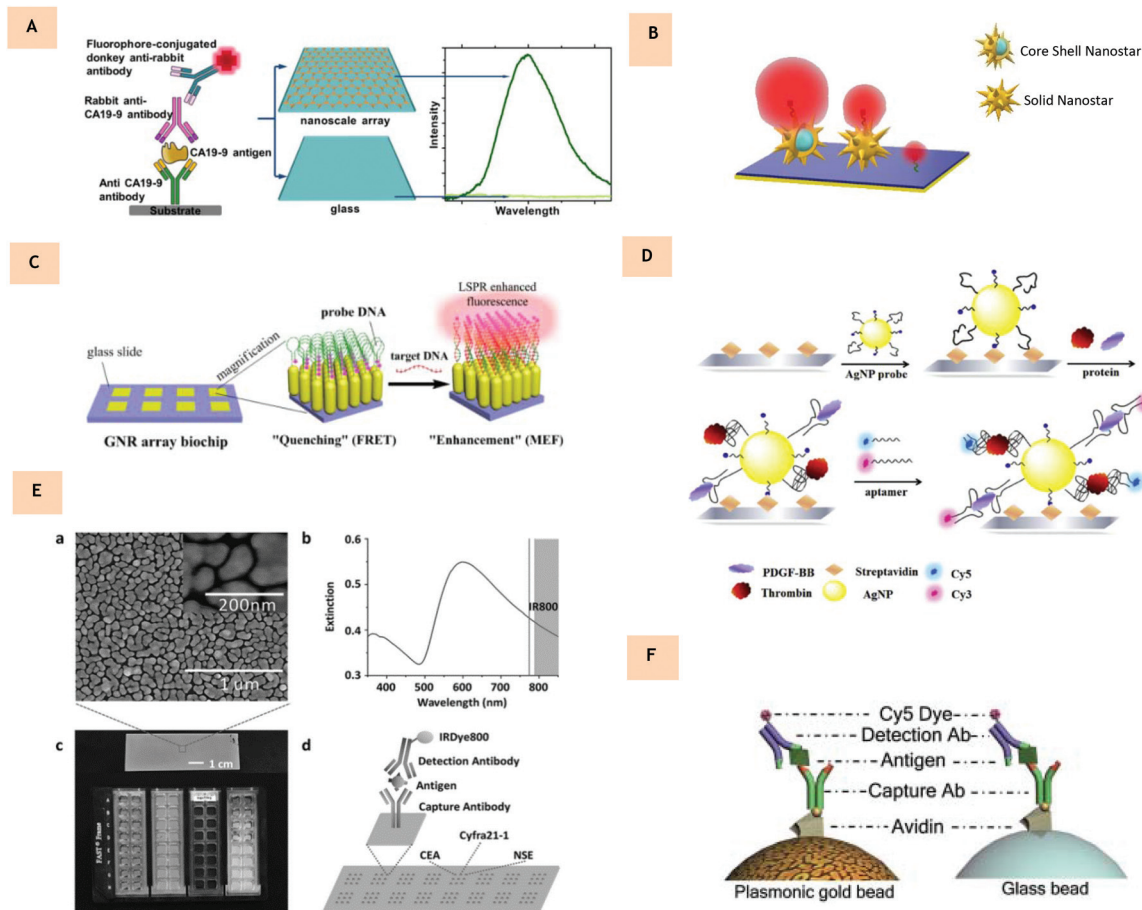 A
Fluorophore-conjugated
donkey anti-rabbit
antibody
Rabbit anti-
CA19-9 antibody
CA19-9 antigen
Anti CA19-9
antibody
Substrate
nanoscale array
glass
Intensity
Wavelength
B
Core Shell Nanostar
Solid Nanostar
C
glass slide
magnification
probe DNA
target DNA
LSPR enhanced
fluorescence
GNR array biochip
"Quenching" (FRET)
"Enhancement" (MEF)
D
AgNP probe
protein
aptamer
PDGF-BB
Streptavidin
Cy5
Thrombin
AgNP
Cy3
E
a
200nm
1 um
b
0.6
0.5
0.4
0.3
Extinction
IR800
400
500
600
700
800
Wavelength (nm)
c
1 cm
FAST® Frame
d
IRDye800
Detection Antibody
Antigen
Capture Antibody
Cyfra21-1
CEA
NSE
F
Cy5 Dye
Detection Ab
Antigen
Capture Ab
Avidin
Plasmonic gold bead
Glass bead